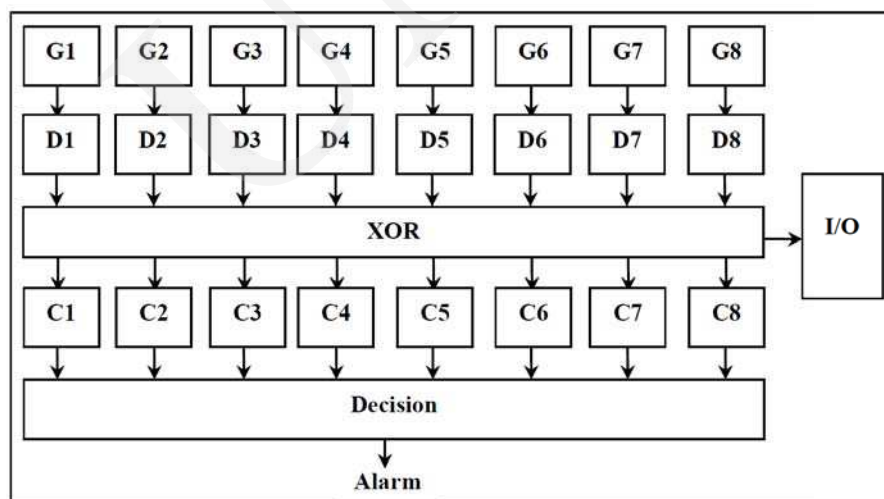 G1 G2 G3 G4 G5 G6 G7 G8
D1 D2 D3 D4 D5 D6 D7 D8
XOR
I/O
C1 C2 C3 C4 C5 C6 C7 C8
Decision
Alarm